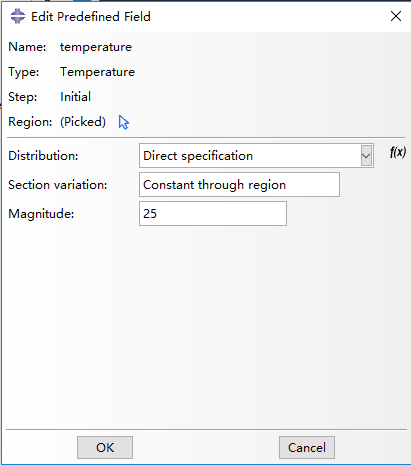 Edit Predefined Field
Name: temperature
Type: Temperature
Step: Initial
Region: (Picked)
Distribution: Direct specification f(x)
Section variation: Constant through region
Magnitude: 25
OK Cancel